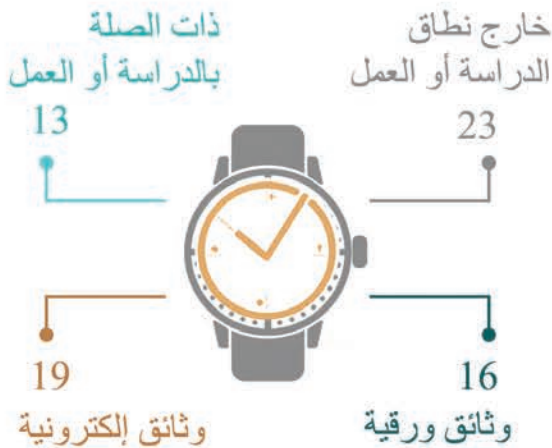 خارج نطاق
الدراسة أو العمل
23
ذات الصلة
بالدراسة أو العمل
13
16
وثائق ورقية
19
وثائق إلكترونية